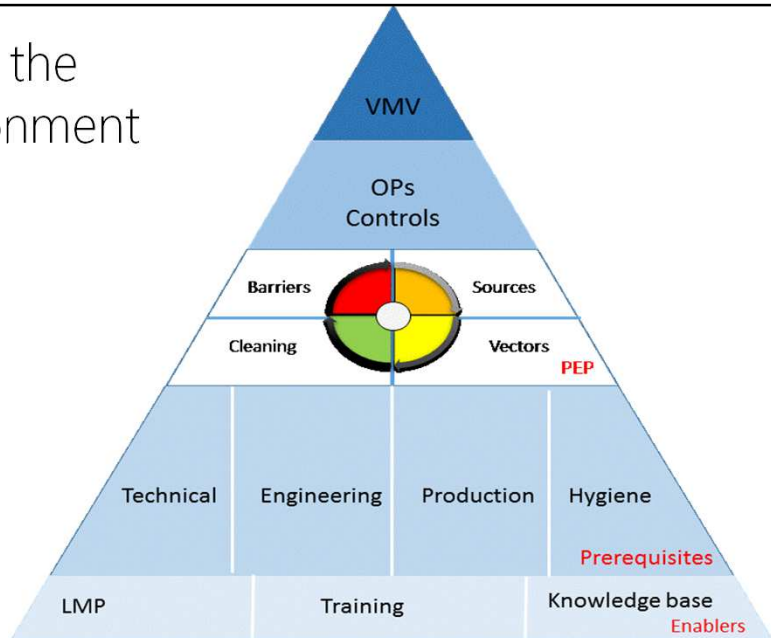 the
onment
VMV
OPs
Controls
Barriers
Sources
Cleaning
Vectors
PEP
Technical
Engineering
Production
Hygiene
Prerequisites
LMP
Training
Knowledge base
Enablers